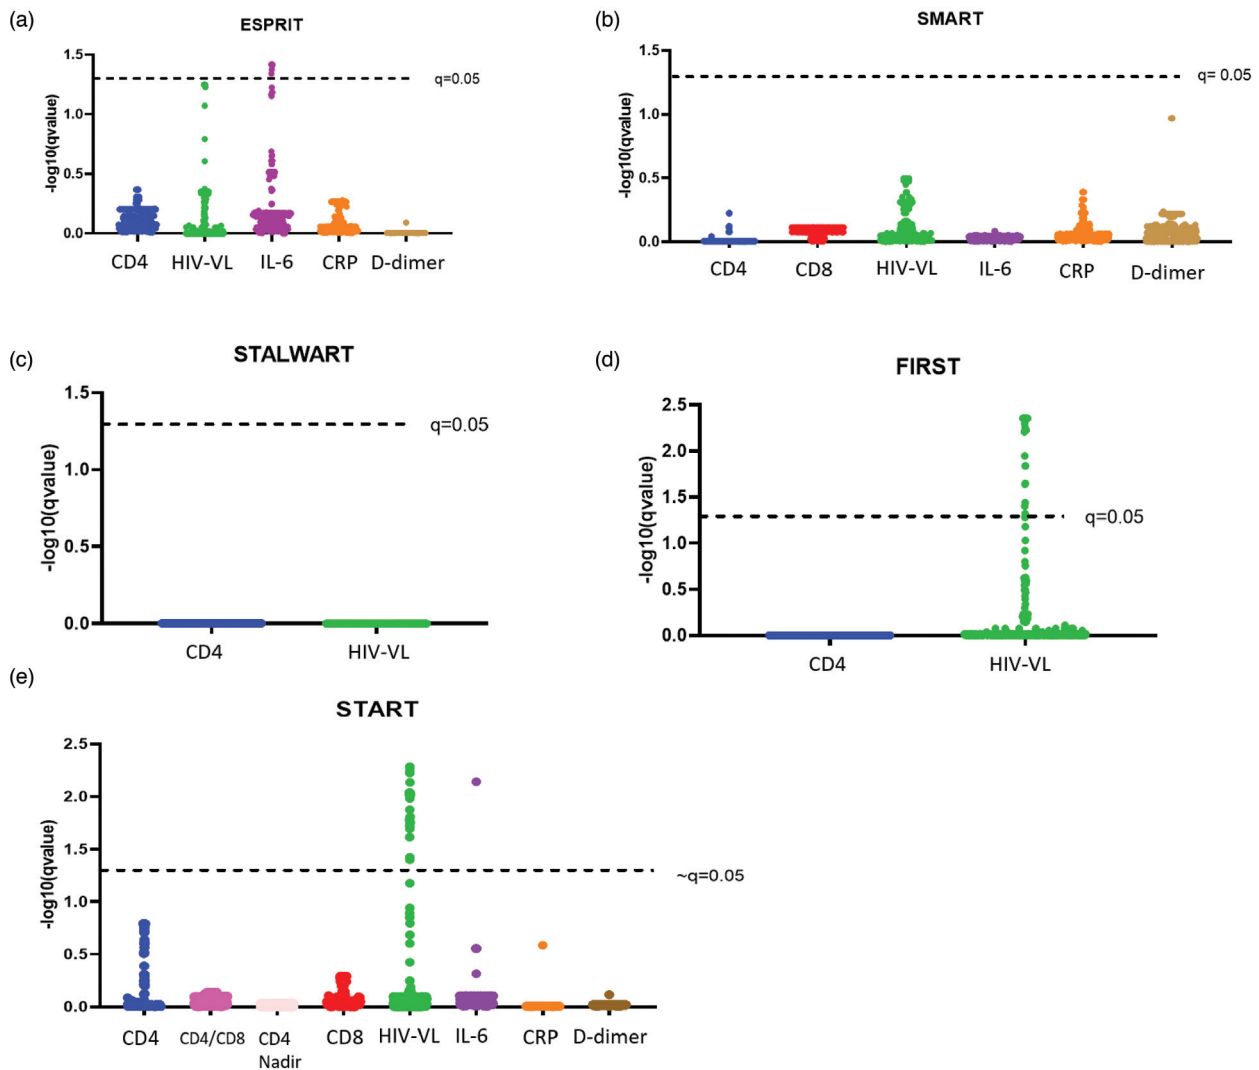 (a)
ESPRIT
-log10(qvalue)
1.5
1.0
0.5
0.0
q=0.05
CD4 HIV-VL IL-6 CRP D-dimer
(b)
SMART
-log10(qvalue)
1.5
1.0
0.5
0.0
q= 0.05
CD4 CD8 HIV-VL IL-6 CRP D-dimer
(c)
STALWART
-log10(qvalue)
1.5
1.0
0.5
0.0
q=0.05
CD4 HIV-VL
(d)
FIRST
-log10(qvalue)
2.5
2.0
1.5
1.0
0.5
0.0
q=0.05
CD4 HIV-VL
(e)
START
-log10(qvalue)
2.5
2.0
1.5
1.0
0.5
0.0
~q=0.05
CD4 CD4/CD8 CD4 CD8 HIV-VL IL-6 CRP D-dimer
Nadir